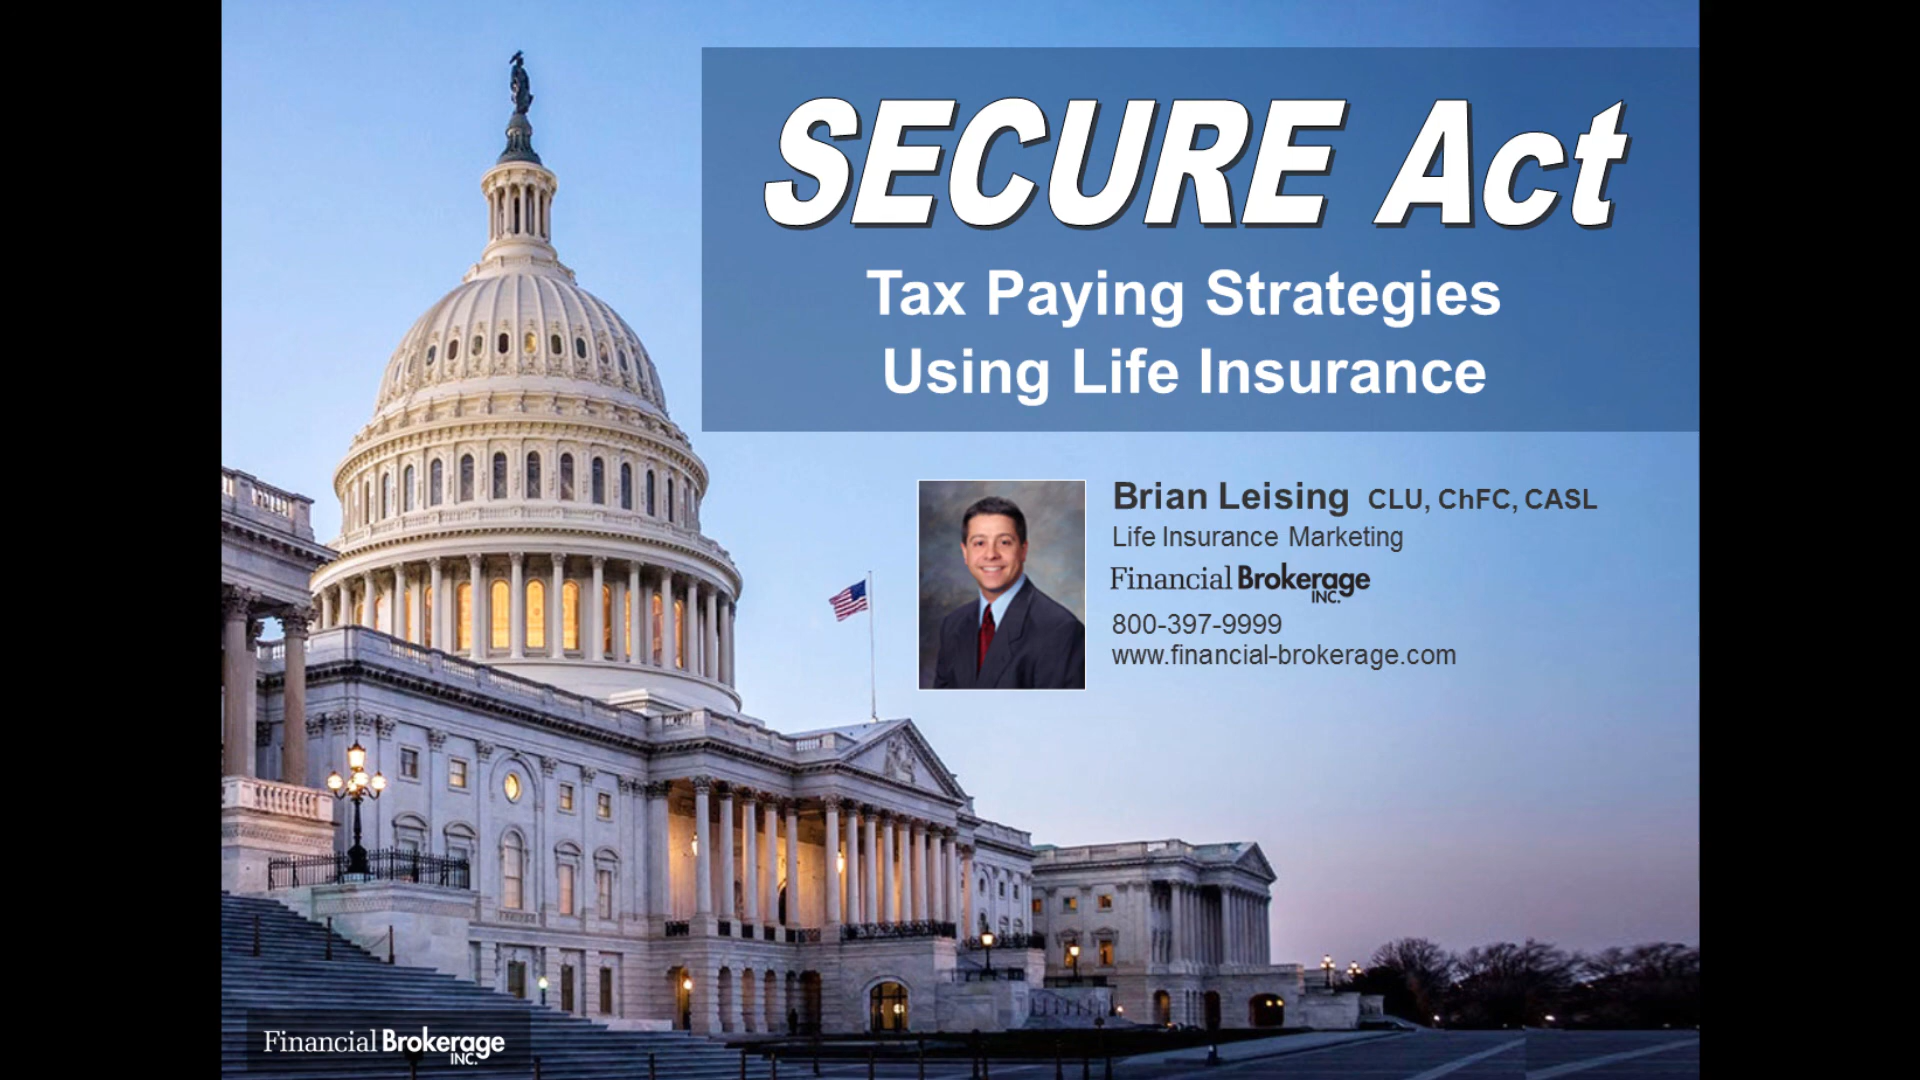 SECURE Act
Tax Paying Strategies
Using Life Insurance
Brian Leising CLU, ChFC, CASL
Life Insurance Marketing
Financial Brokerage
INC.
800-397-9999
www.financial-brokerage.com
Financial Brokerage
INC.